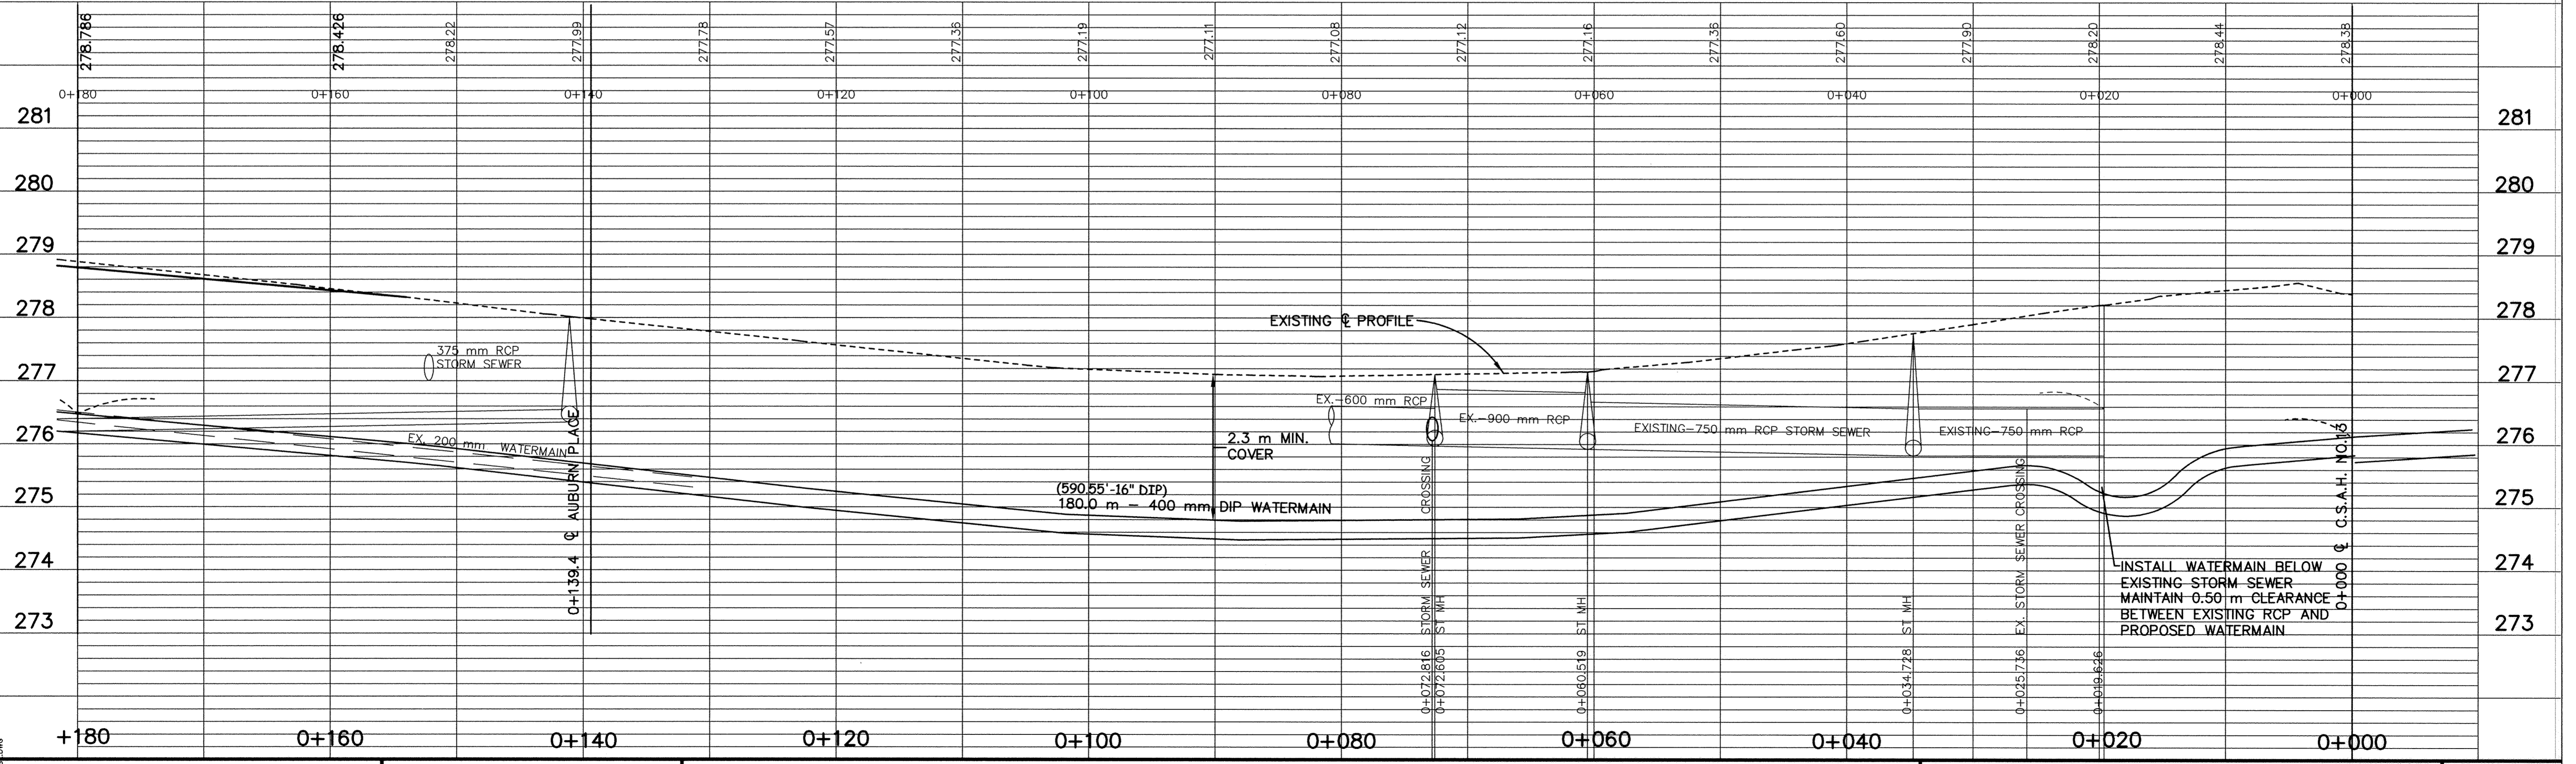 278.786
278.426
278.22
277.99
277.78
277.57
277.36
277.19
277.11
277.08
277.12
277.16
277.36
277.60
277.90
278.20
278.44
278.38
0+180
0+160
0+140
0+120
0+100
0+080
0+060
0+040
0+020
0+000
281
281
280
280
279
279
278
278
277
277
276
276
275
275
274
274
273
273
EXISTING ℄ PROFILE
375 mm RCP
STORM SEWER
EX. 200 mm WATERMAIN
0+139.4 ℄ AUBURN PLACE
2.3 m MIN.
COVER
(590.55'-16" DIP)
180.0 m - 400 mm DIP WATERMAIN
EX.-600 mm RCP
EX.-900 mm RCP
EXISTING-750 mm RCP STORM SEWER
EXISTING-750 mm RCP
0+072.816 STORM SEWER CROSSING
0+072.605 ST MH
0+060.519 ST MH
0+034.728 ST MH
0+025.736 EX. STORM SEWER CROSSING
0+019.626
INSTALL WATERMAIN BELOW
EXISTING STORM SEWER
MAINTAIN 0.50 m CLEARANCE
BETWEEN EXISTING RCP AND
PROPOSED WATERMAIN
0+000 ℄ C.S.A.H. NO.
+180
0+160
0+140
0+120
0+100
0+080
0+060
0+040
0+020
0+000